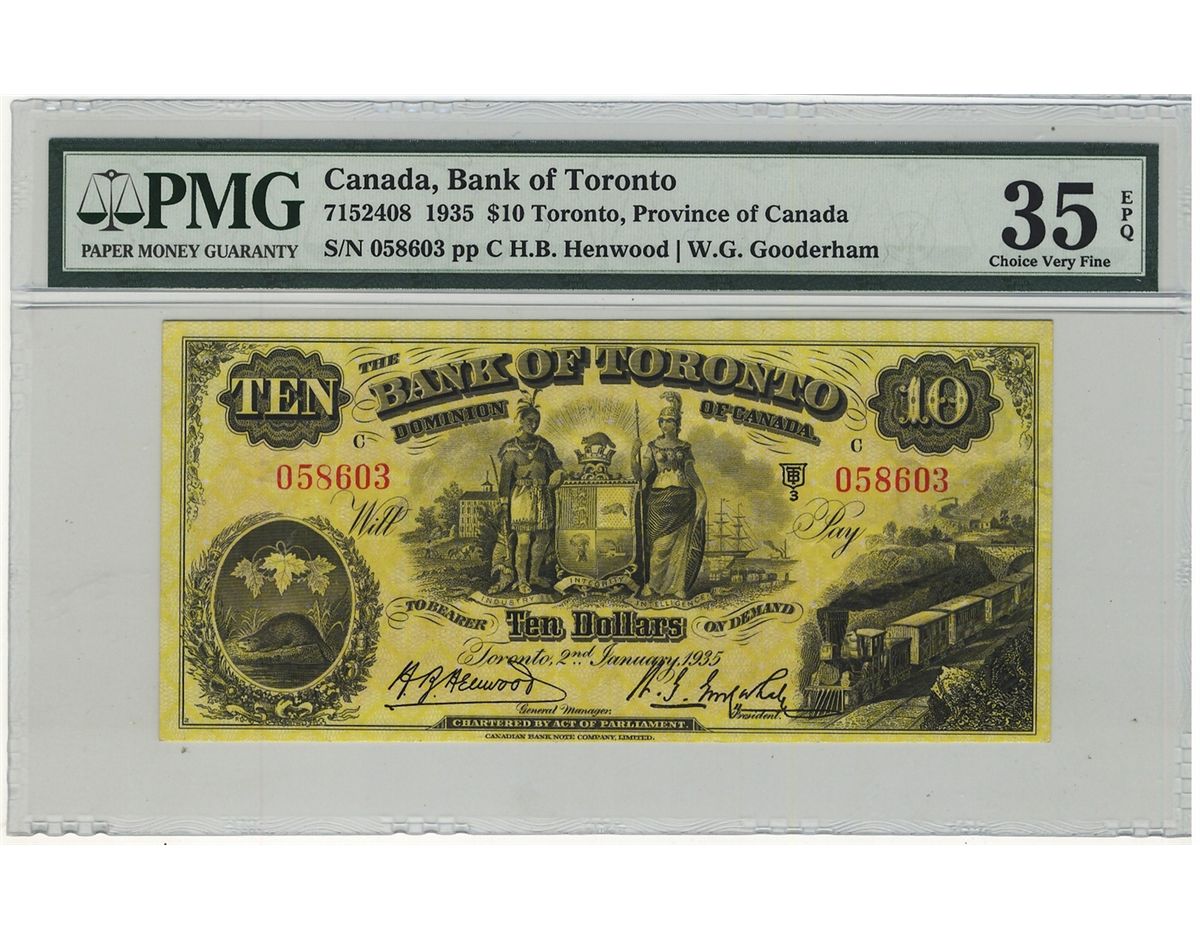 PMG
PAPER MONEY GUARANTY
Canada, Bank of Toronto
7152408 1935 $10 Toronto, Province of Canada
S/N 058603 pp C H.B. Henwood | W.G. Gooderham
35
EPQ
Choice Very Fine
TEN
THE
BANK OF TORONTO
10
DOMINION OF CANADA.
C C
058603 058603
BT
3
Will Pay
INDUSTRY INTEGRITY INTELLIGENCE
TO BEARER Ten Dollars ON DEMAND
Toronto, 2nd January, 1935
H B Henwood
General Manager. President.
CHARTERED BY ACT OF PARLIAMENT.
CANADIAN BANK NOTE COMPANY, LIMITED.